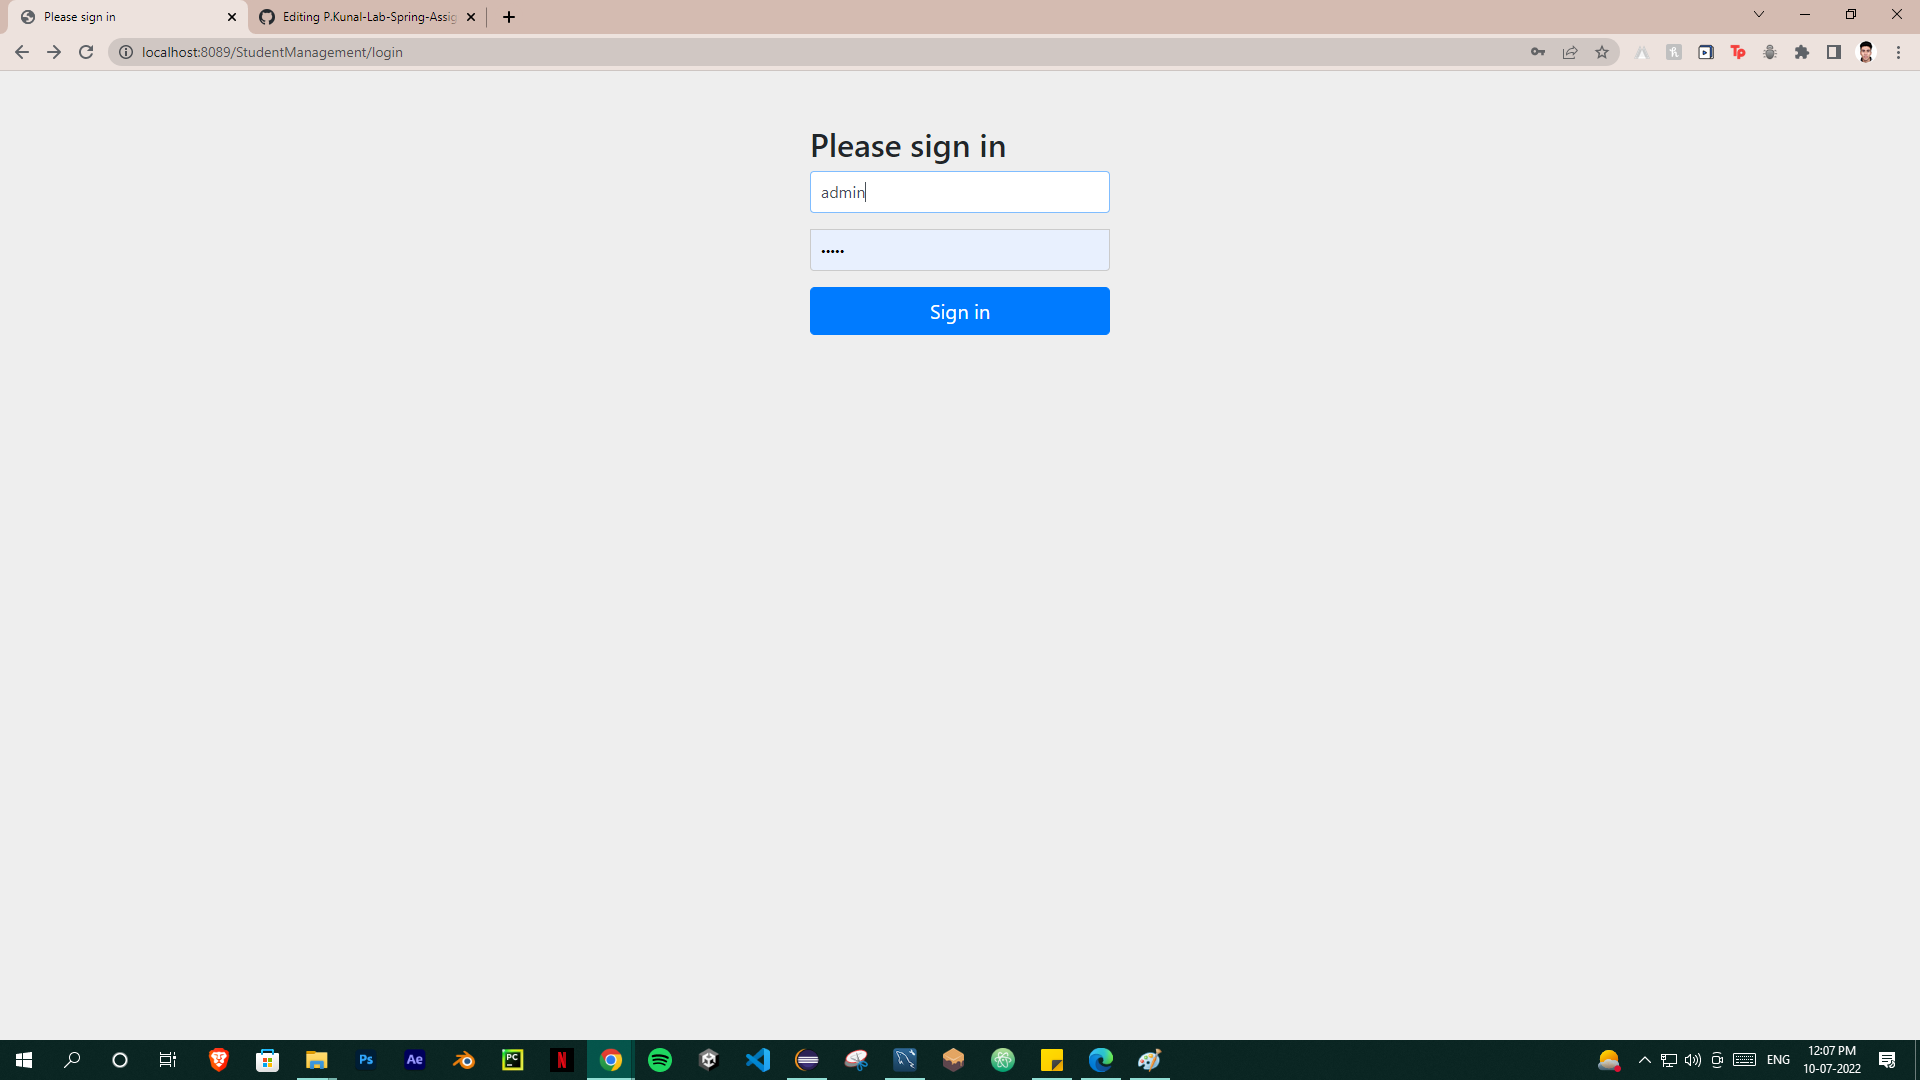 Please sign in
Editing P.Kunal-Lab-Spring-Assig
localhost:8089/StudentManagement/login
Tp
Please sign in
admin
•••••
Sign in
Ps
Ae
PC
N
ENG
12:07 PM
10-07-2022